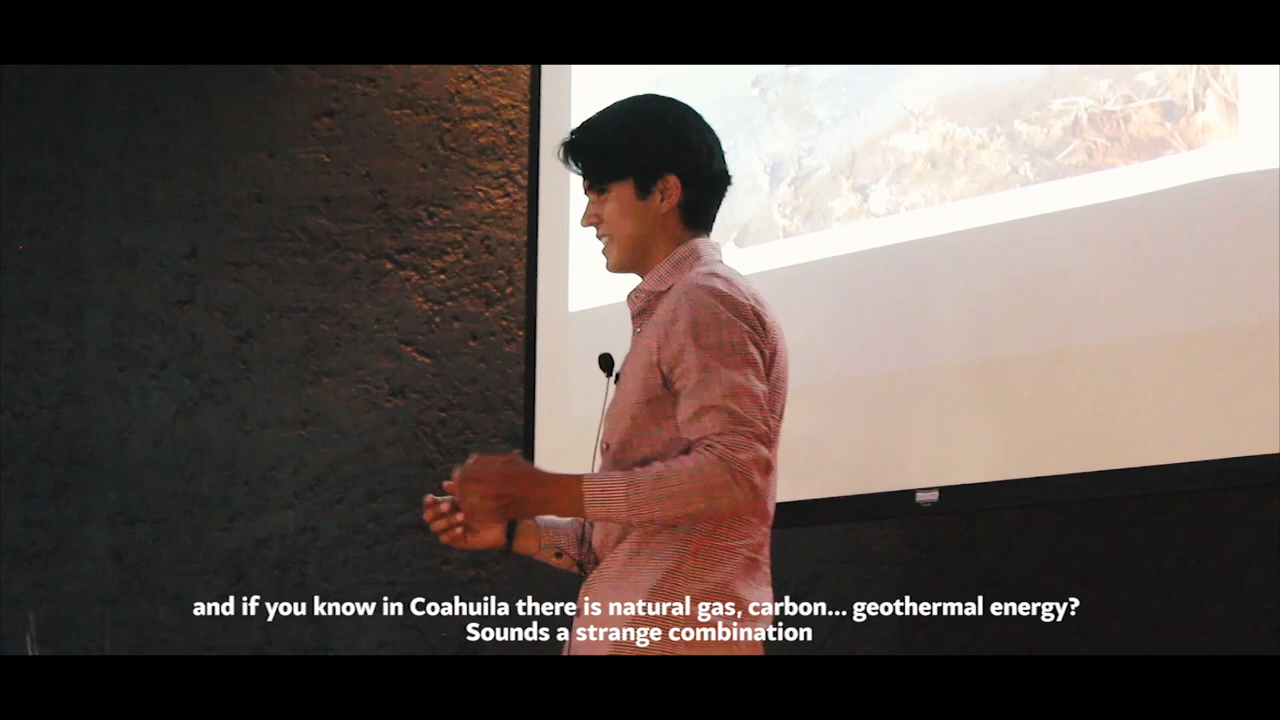 and if you know in Coahuila there is natural gas, carbon... geothermal energy?
Sounds a strange combination